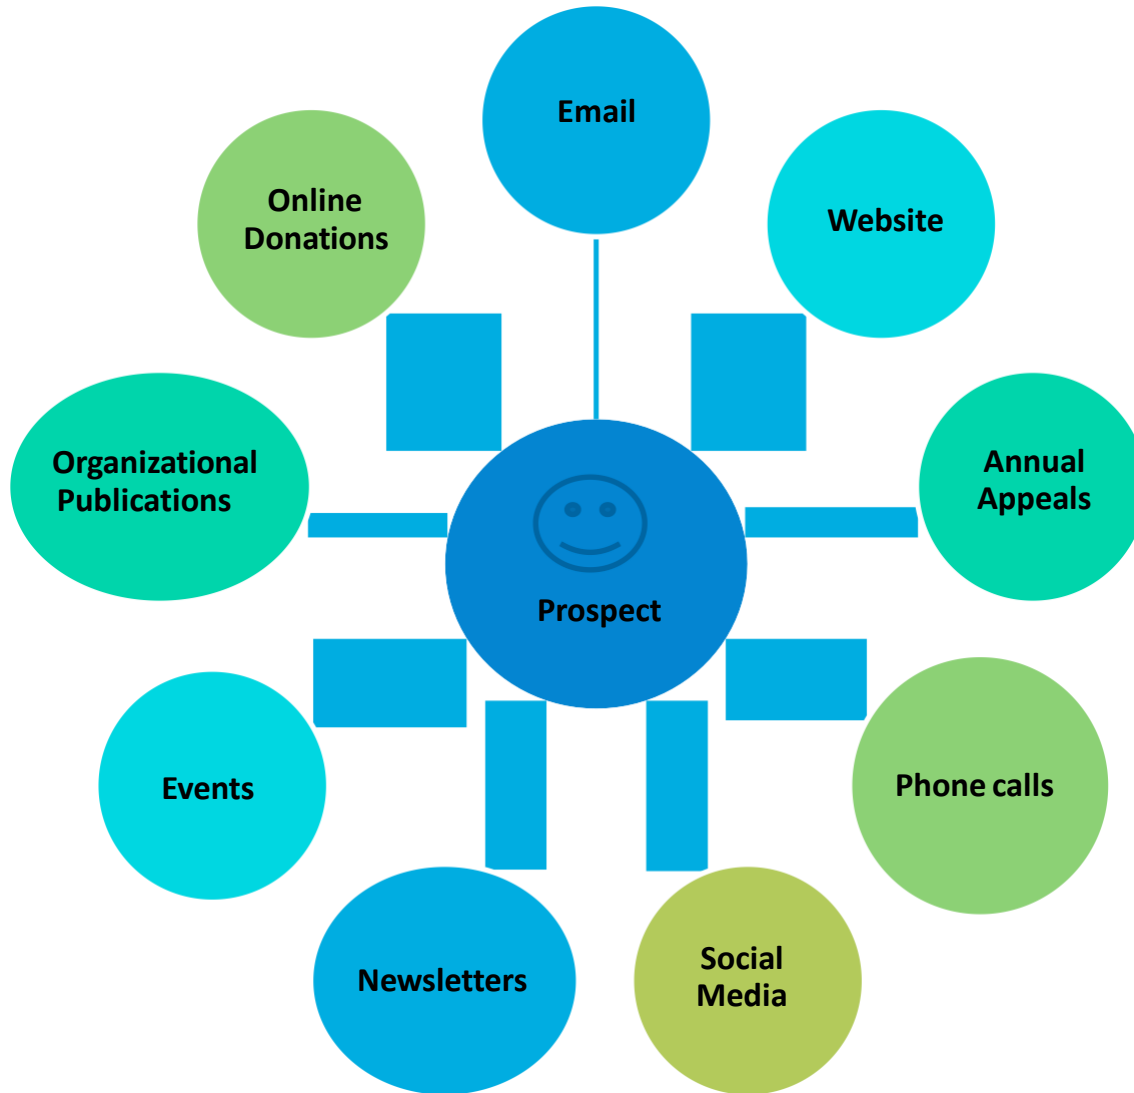 Email
Online
Donations
Website
Organizational
Publications
Annual
Appeals
Prospect
Events
Phone calls
Newsletters
Social
Media